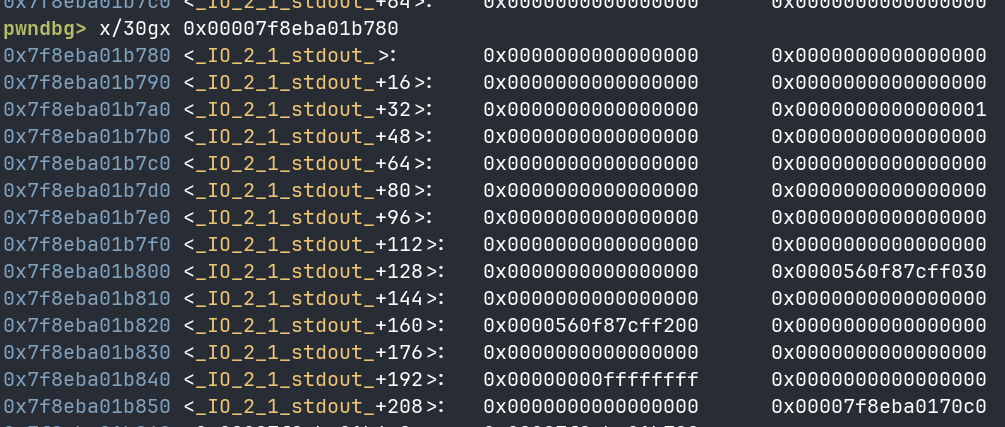 0x7f8eba01b7c0 <_IO_2_1_stdout_+64>: 0x0000000000000000 0x0000000000000000
pwndbg> x/30gx 0x00007f8eba01b780
0x7f8eba01b780 <_IO_2_1_stdout_>: 0x0000000000000000 0x0000000000000000
0x7f8eba01b790 <_IO_2_1_stdout_+16>: 0x0000000000000000 0x0000000000000000
0x7f8eba01b7a0 <_IO_2_1_stdout_+32>: 0x0000000000000000 0x0000000000000001
0x7f8eba01b7b0 <_IO_2_1_stdout_+48>: 0x0000000000000000 0x0000000000000000
0x7f8eba01b7c0 <_IO_2_1_stdout_+64>: 0x0000000000000000 0x0000000000000000
0x7f8eba01b7d0 <_IO_2_1_stdout_+80>: 0x0000000000000000 0x0000000000000000
0x7f8eba01b7e0 <_IO_2_1_stdout_+96>: 0x0000000000000000 0x0000000000000000
0x7f8eba01b7f0 <_IO_2_1_stdout_+112>: 0x0000000000000000 0x0000000000000000
0x7f8eba01b800 <_IO_2_1_stdout_+128>: 0x0000000000000000 0x0000560f87cff030
0x7f8eba01b810 <_IO_2_1_stdout_+144>: 0x0000000000000000 0x0000000000000000
0x7f8eba01b820 <_IO_2_1_stdout_+160>: 0x0000560f87cff200 0x0000000000000000
0x7f8eba01b830 <_IO_2_1_stdout_+176>: 0x0000000000000000 0x0000000000000000
0x7f8eba01b840 <_IO_2_1_stdout_+192>: 0x00000000ffffffff 0x0000000000000000
0x7f8eba01b850 <_IO_2_1_stdout_+208>: 0x0000000000000000 0x00007f8eba0170c0